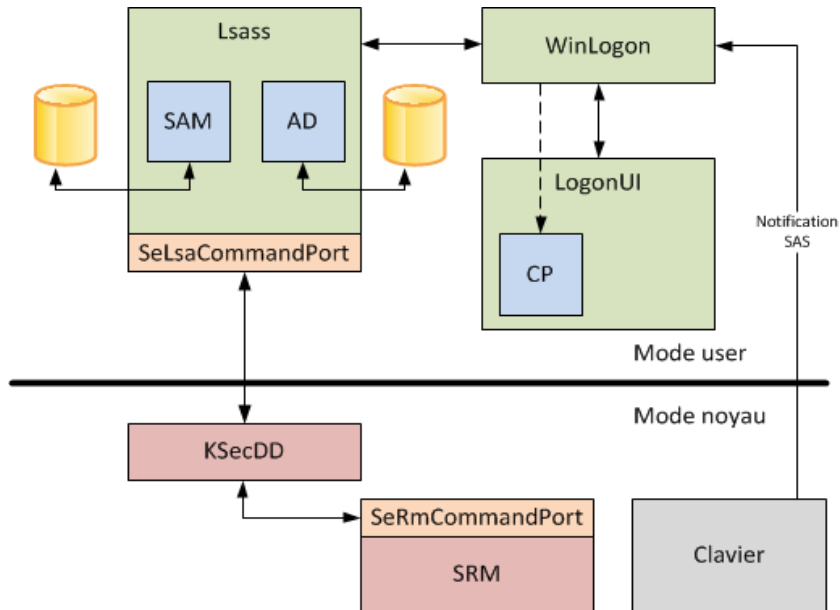 Lsass
WinLogon
SAM
AD
LogonUI
Notification
SAS
SeLsaCommandPort
CP
Mode user
Mode noyau
KSecDD
SeRmCommandPort
Clavier
SRM